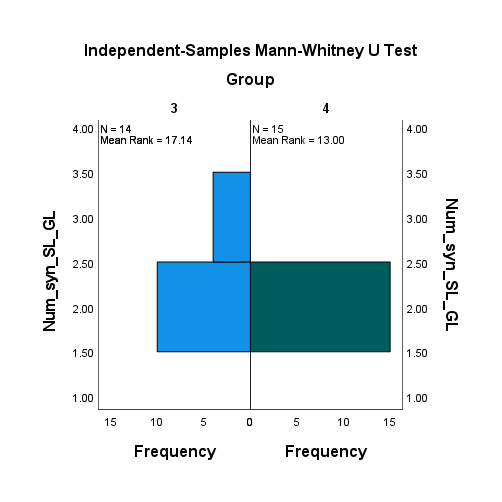 Independent-Samples Mann-Whitney U Test
Group
3 4
N = 14
Mean Rank = 17.14
N = 15
Mean Rank = 13.00
Num_syn_SL_GL
4.00
3.50
3.00
2.50
2.00
1.50
1.00
4.00
3.50
3.00
2.50
2.00
1.50
1.00
Num_syn_SL_GL
15 10 5 0 5 10 15
Frequency Frequency